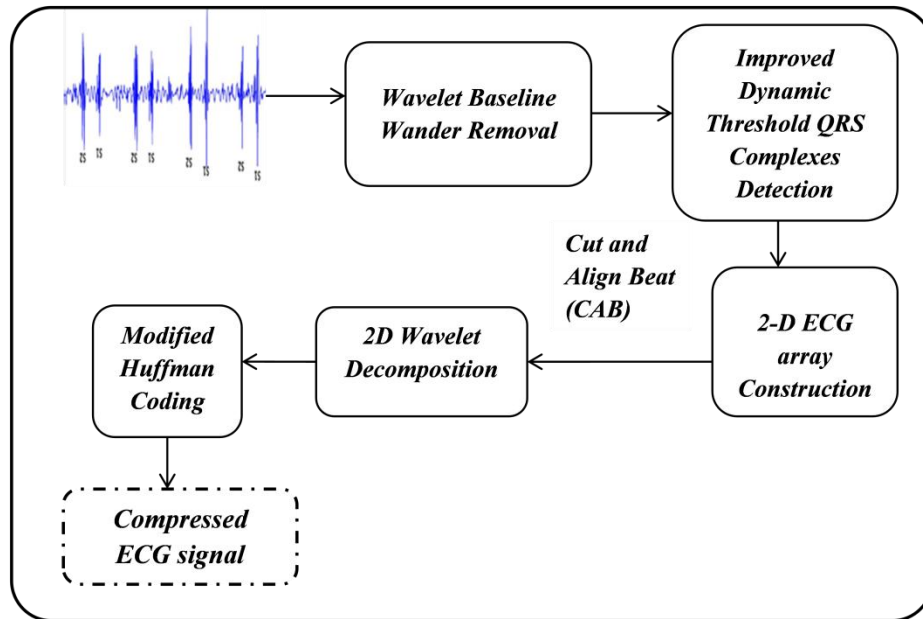 Wavelet Baseline
Wander Removal
Improved
Dynamic
Threshold QRS
Complexes
Detection
Cut and
Align Beat
(CAB)
2-D ECG
array
Construction
2D Wavelet
Decomposition
Modified
Huffman
Coding
Compressed
ECG signal